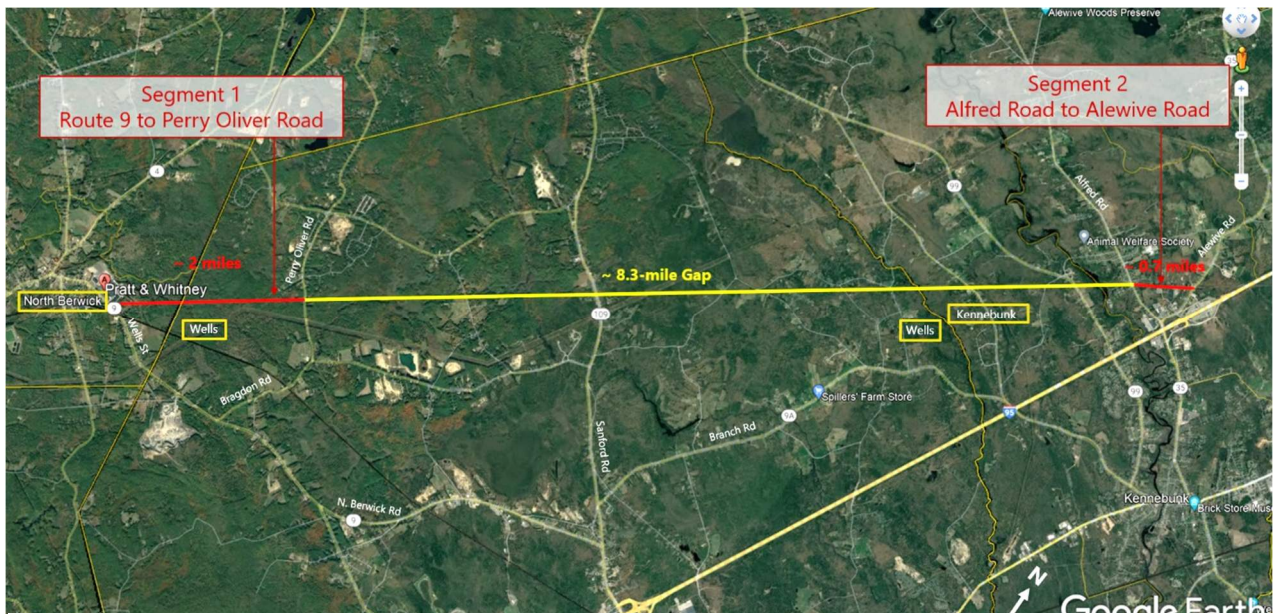 Alewive Woods Preserve
Segment 1
Route 9 to Perry Oliver Road
Segment 2
Alfred Road to Alewive Road
4
99
Alfred Rd
Alewive Rd
Perry Oliver Rd
Animal Welfare Society
~ 2 miles
~ 0.7 miles
~ 8.3-mile Gap
A
Pratt & Whitney
North Berwick
9
109
Kennebunk
Wells
Wells
Wells St
Bragdon Rd
Spillers' Farm Store
99
35
9A
95
Branch Rd
Sanford Rd
N. Berwick Rd
9
Kennebunk
Brick Store Mus
N
Google Earth